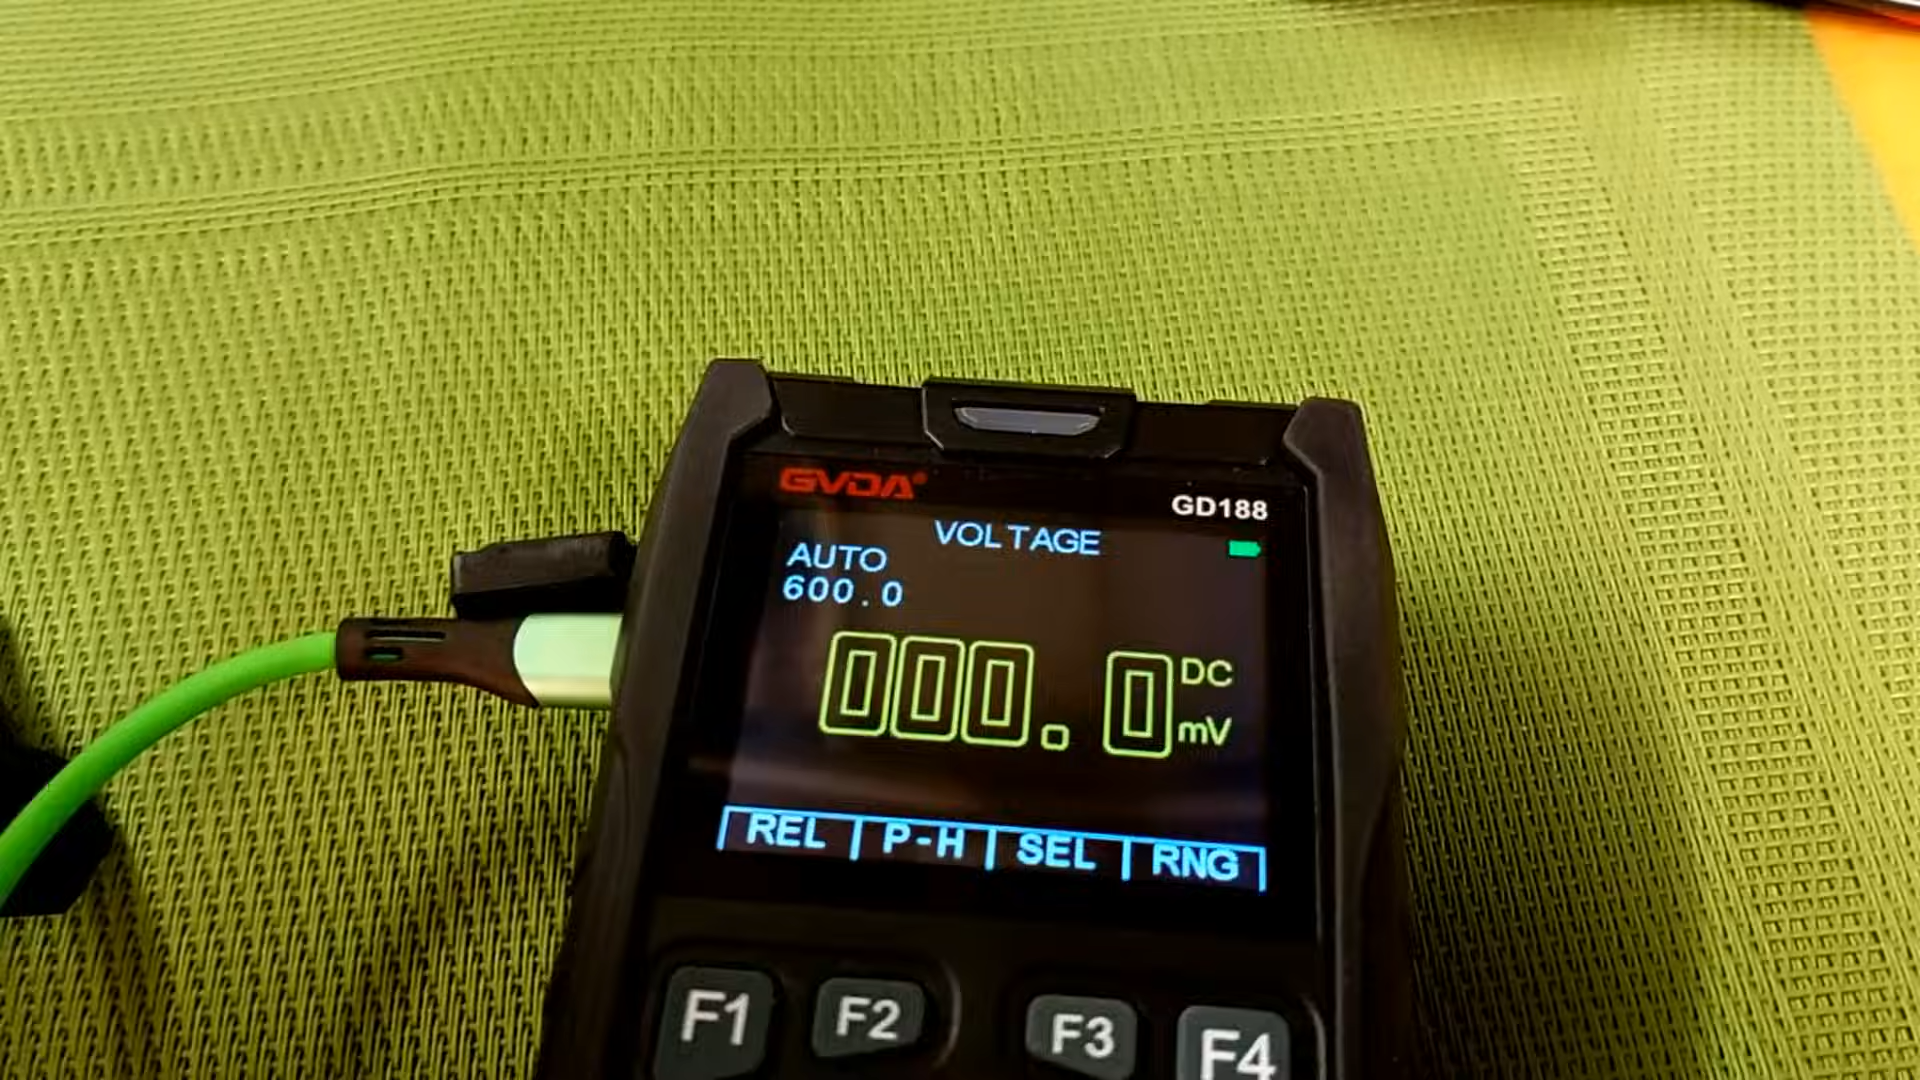 GVDA®
GD188
VOLTAGE
AUTO
600.0
000.0 DC mV
REL P-H SEL RNG
F1 F2 F3 F4